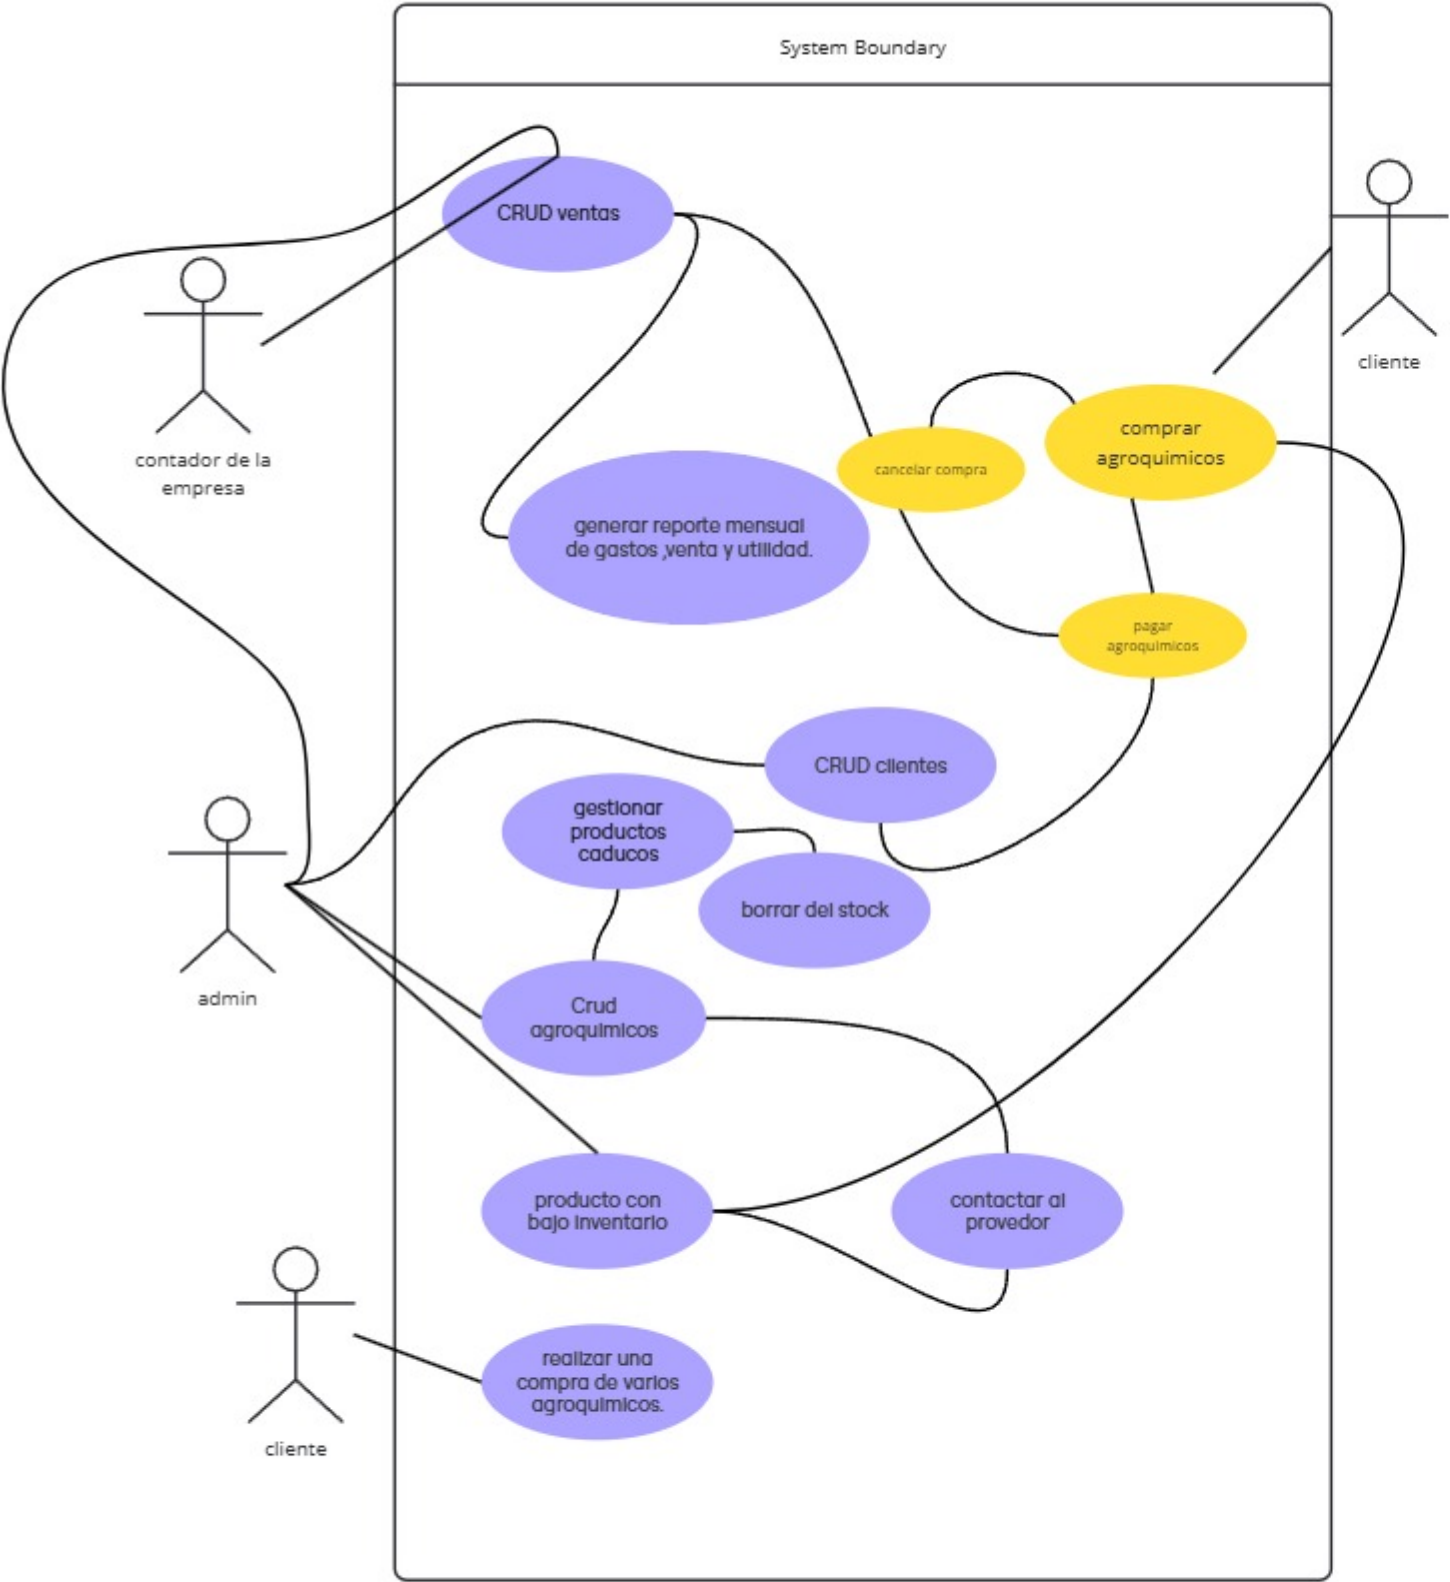 System Boundary
CRUD ventas
cliente
comprar
agroquimicos
cancelar compra
contador de la
empresa
generar reporte mensual
de gastos ,venta y utilidad.
pagar
agroquimicos
CRUD clientes
gestionar
productos
caducos
borrar del stock
admin
Crud
agroquimicos
producto con
bajo inventario
contactar al
provedor
realizar una
compra de varios
agroquimicos.
cliente